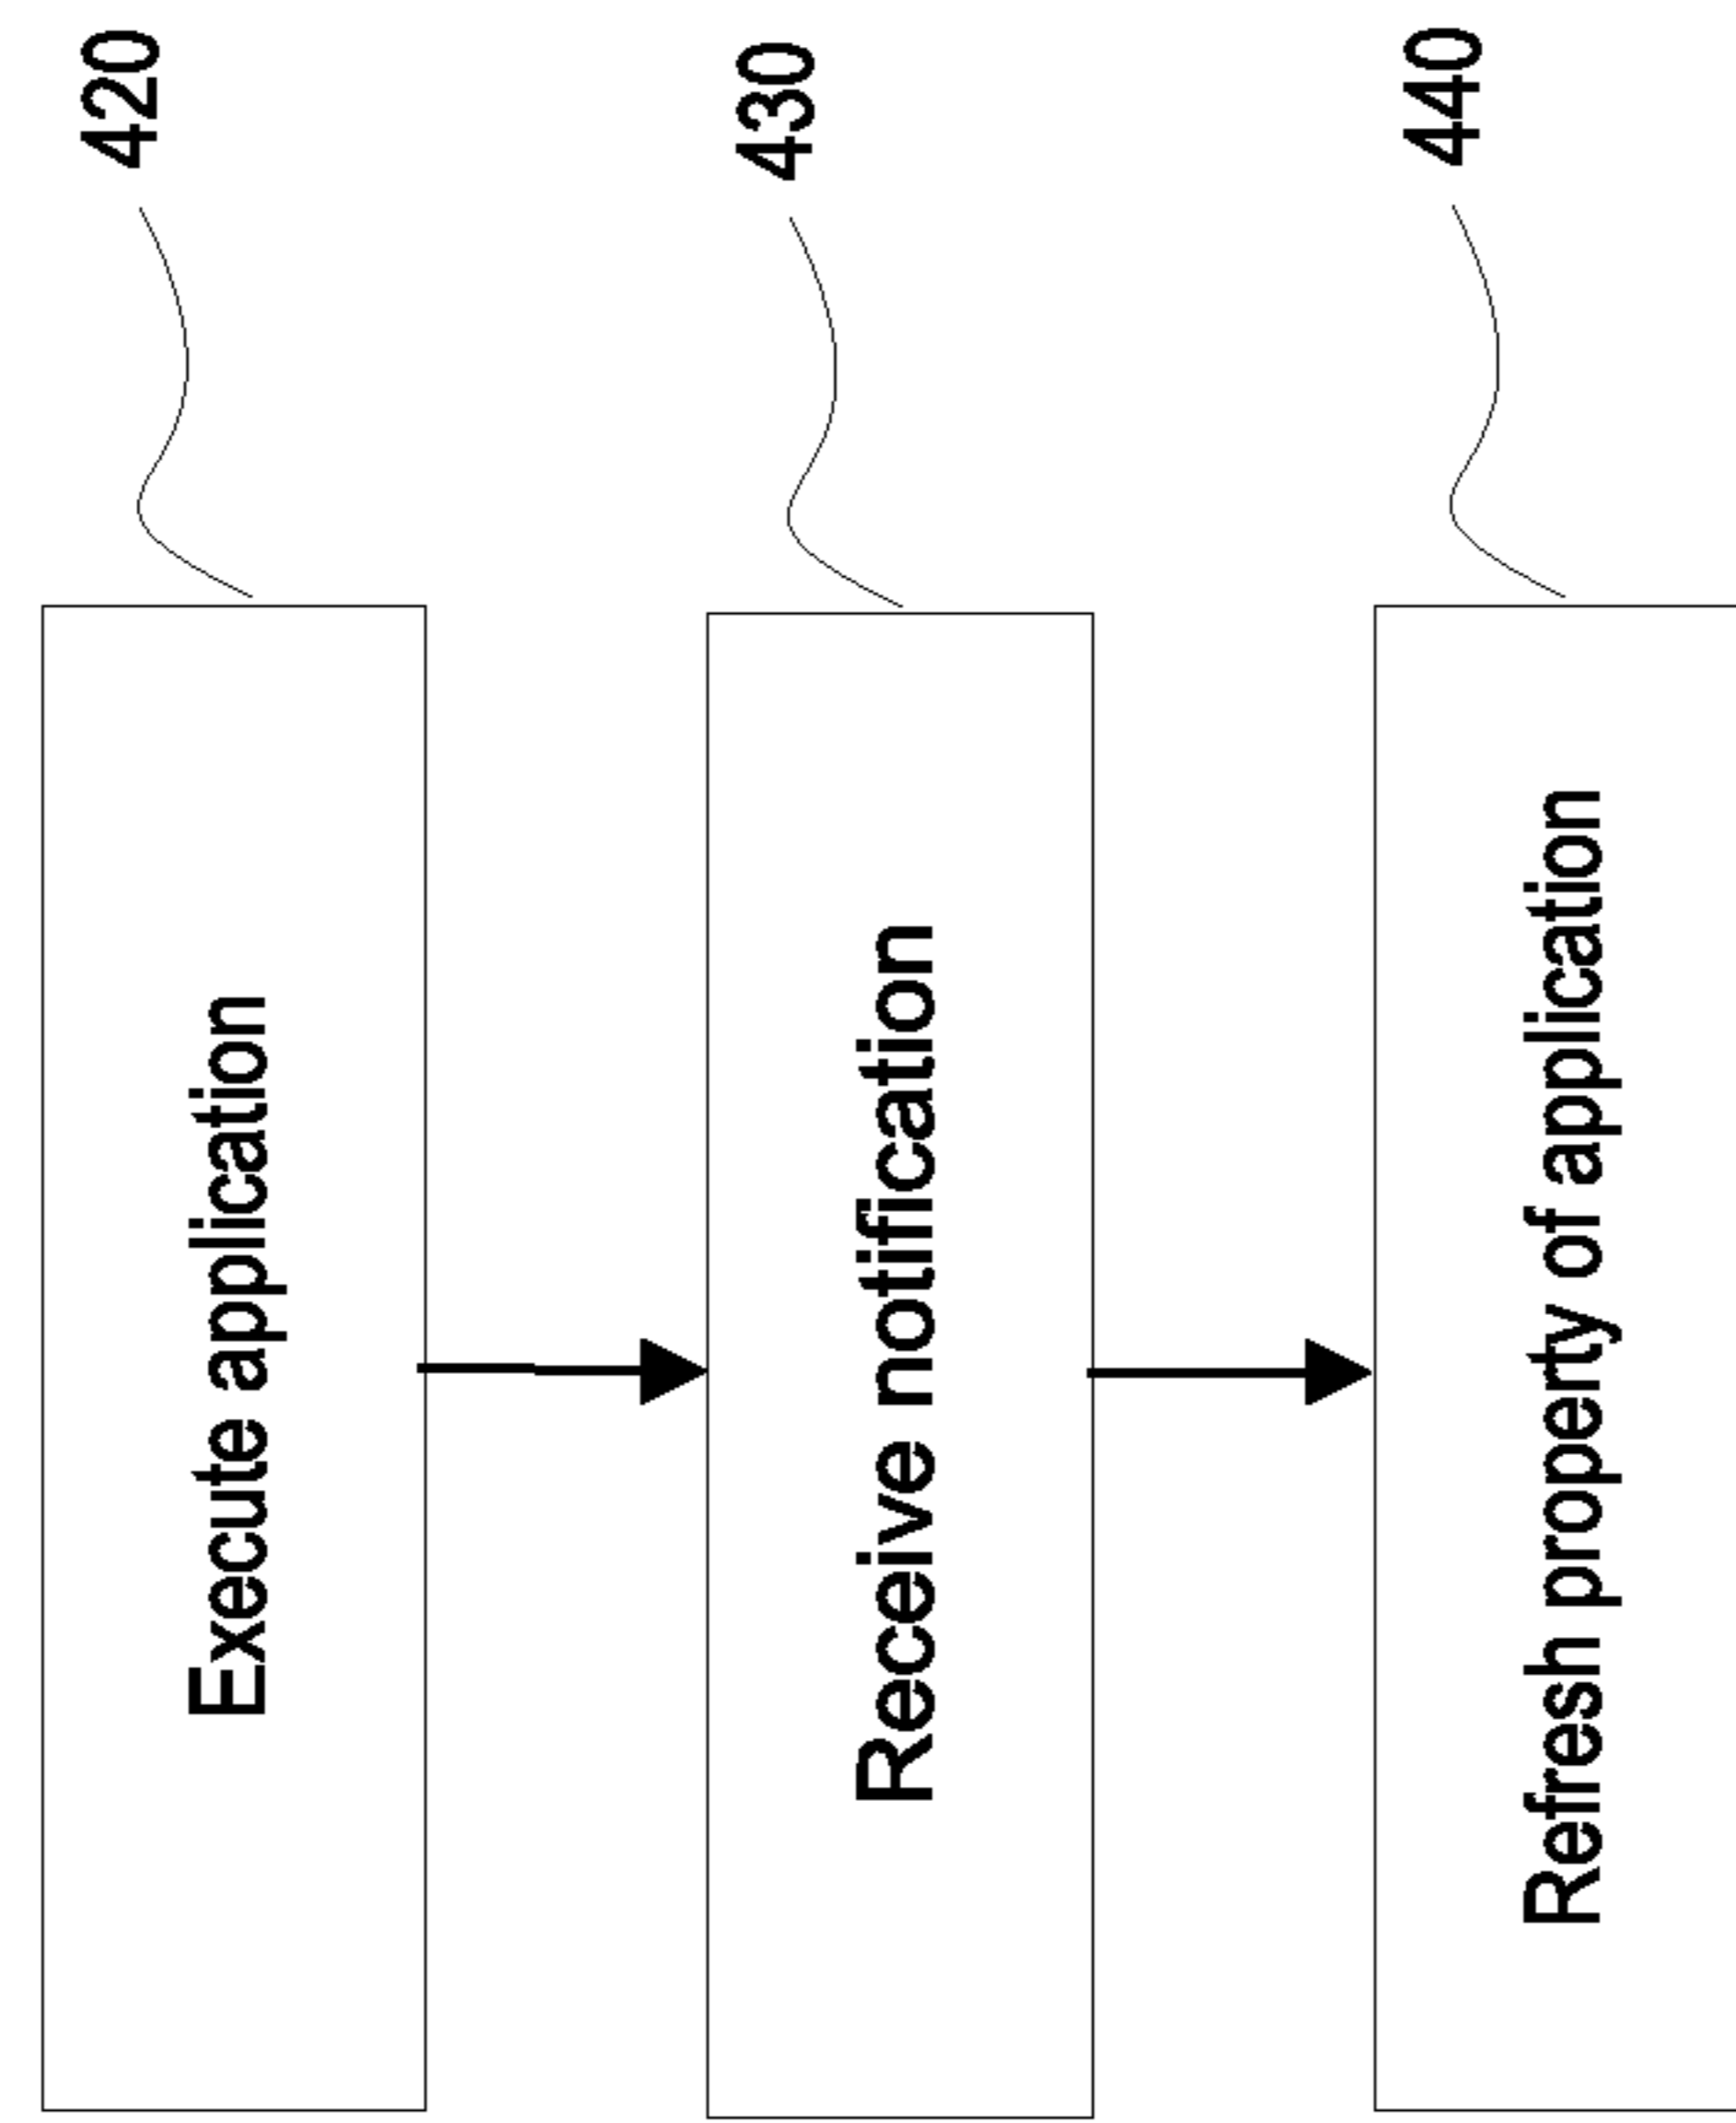 Execute application
420
Receive notification
430
Refresh property of application
440